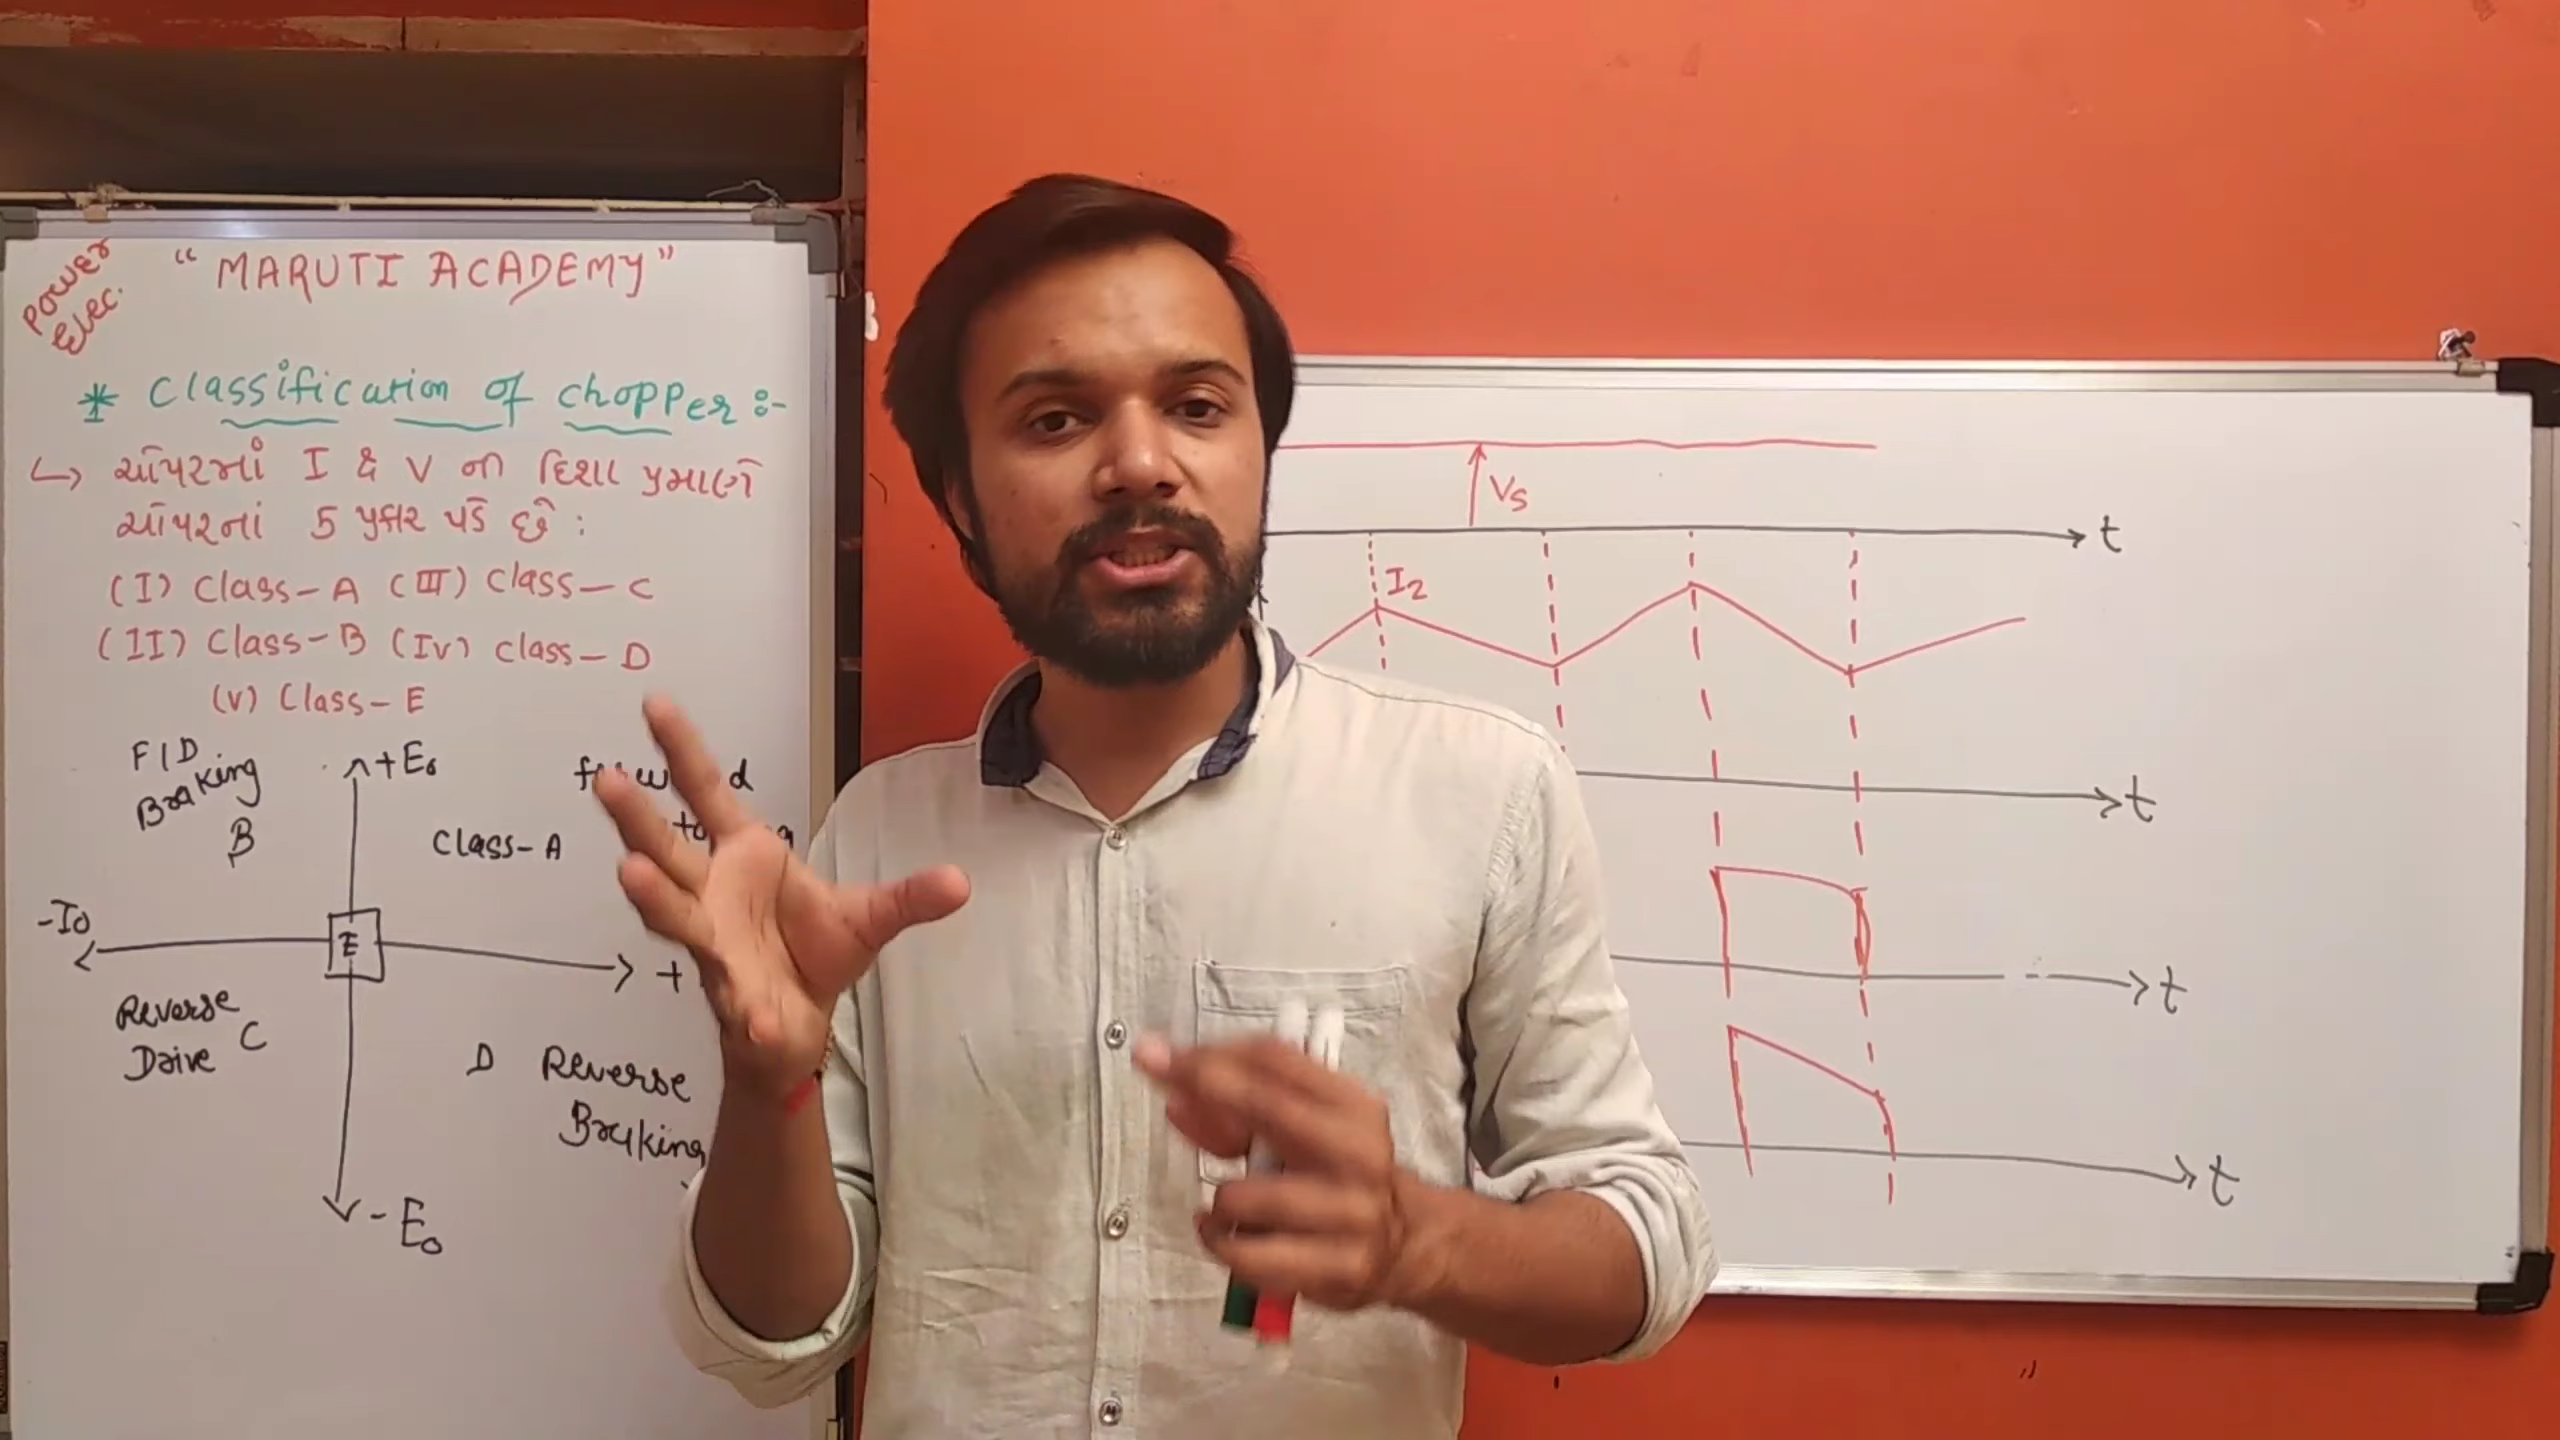 Power
Elec.
“MARUTI ACADEMY”
* Classification of chopper :-
↳ ચૉપરમાં I & V ની દિશા પ્રમાણે
ચૉપરનાં 5 પ્રકાર પડે છે :
(I) Class-A (III) Class-C
(II) Class-B (IV) Class-D
(V) Class-E
F/D
Braking
B
+E₀
Class-A
-I₀
E
+
Reverse
Drive C
D Reverse
Braking
-E₀
Vs
t
I₂
t
t
t